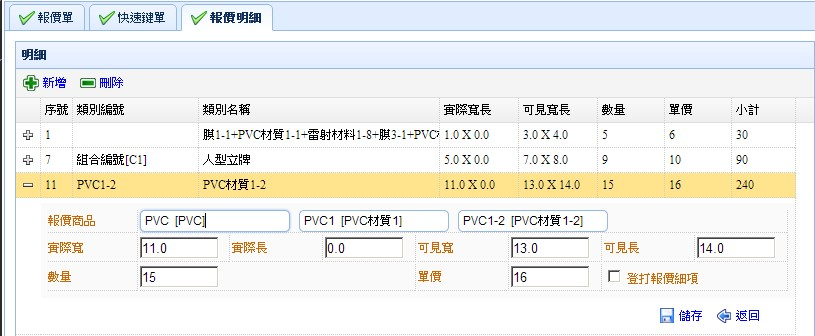 報價單 快速鍵單 報價明細
明細
新增 刪除
序號 類別編號 類別名稱 實際寬長 可見寬長 數量 單價 小計
1 膜1-1+PVC材質1-1+雷射材料1-8+膜3-1+PVC 1.0 X 0.0 3.0 X 4.0 5 6 30
7 組合編號[C1] 人型立牌 5.0 X 0.0 7.0 X 8.0 9 10 90
11 PVC1-2 PVC材質1-2 11.0 X 0.0 13.0 X 14.0 15 16 240
報價商品 PVC [PVC] PVC1 [PVC材質1] PVC1-2 [PVC材質1-2]
實際寬 11.0 實際長 0.0 可見寬 13.0 可見長 14.0
數量 15 單價 16 登打報價細項
儲存 返回